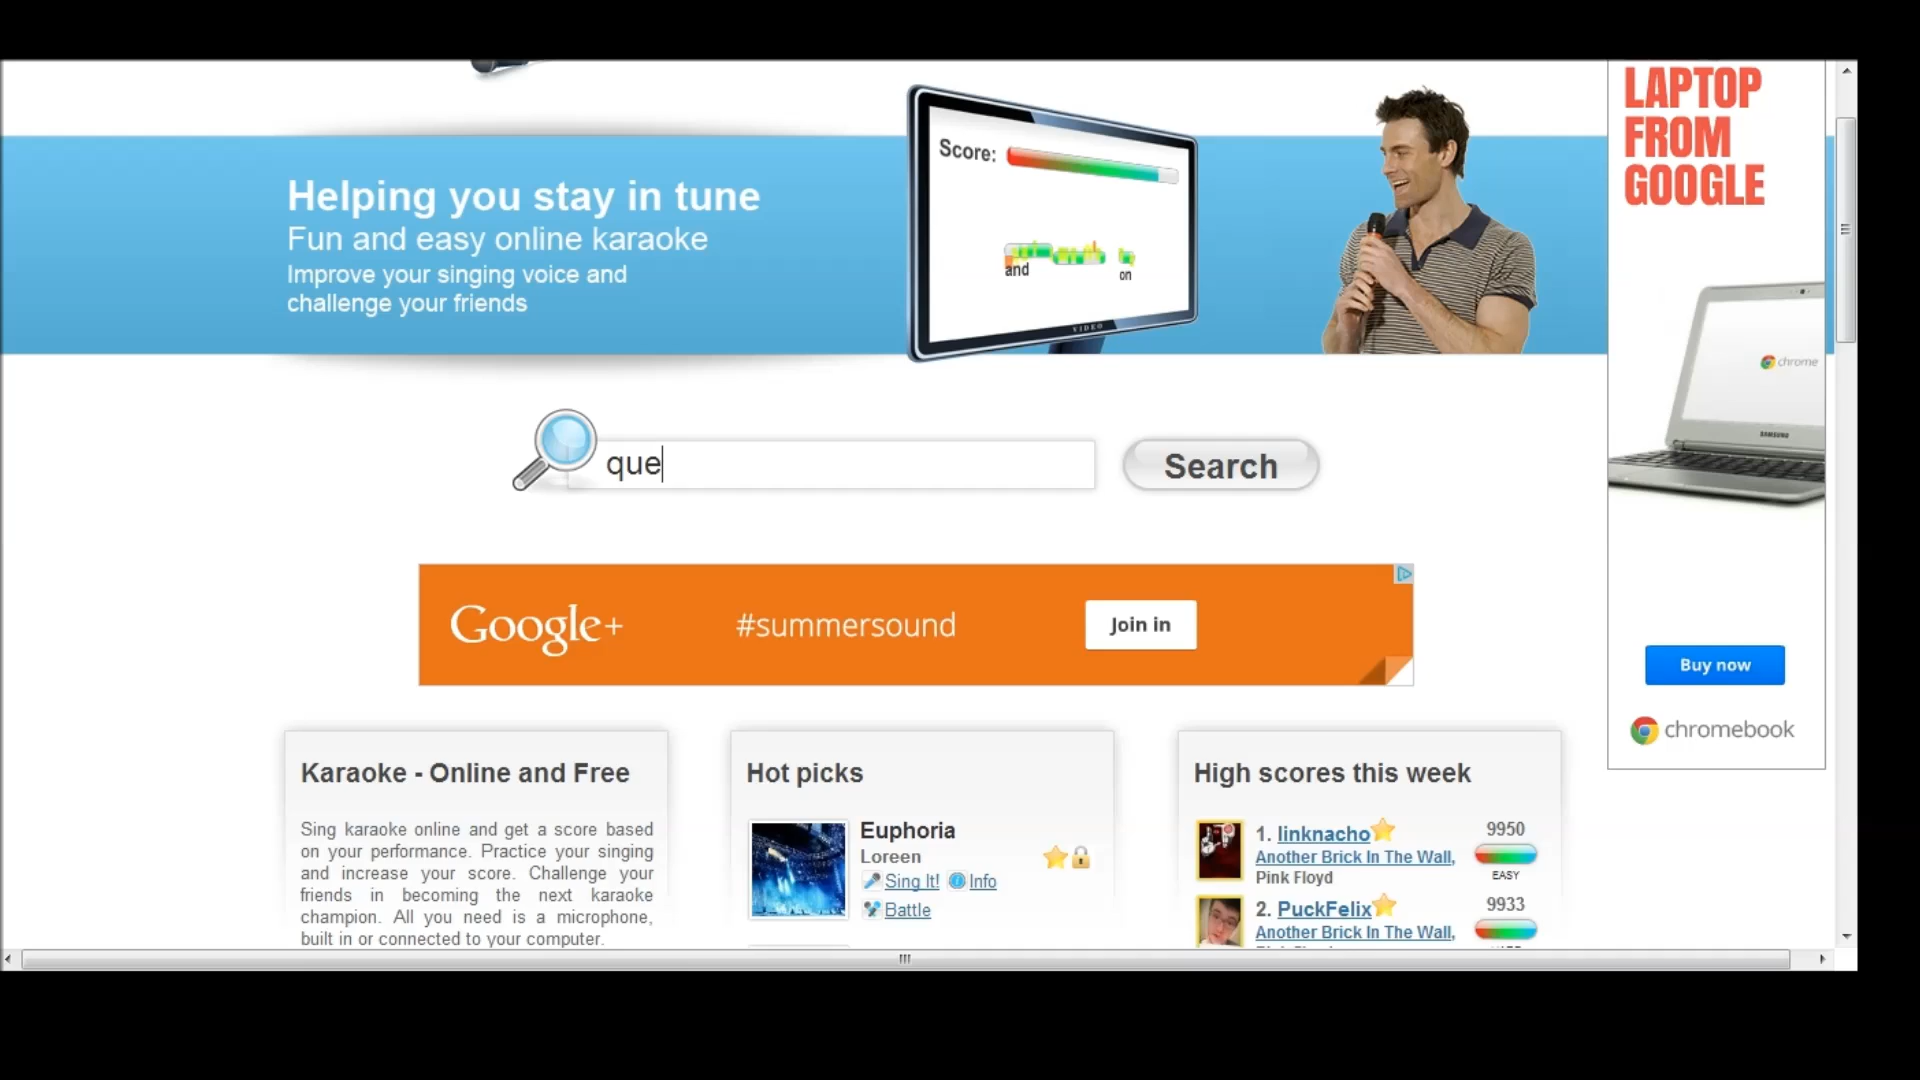 LAPTOP
FROM
GOOGLE
Score:
and
on
VIDEO
Helping you stay in tune
Fun and easy online karaoke
Improve your singing voice and
challenge your friends
chrome
SAMSUNG
que
Search
Google+
#summersound
Join in
Buy now
chromebook
Karaoke - Online and Free
Sing karaoke online and get a score based
on your performance. Practice your singing
and increase your score. Challenge your
friends in becoming the next karaoke
champion. All you need is a microphone,
built in or connected to your computer.
Hot picks
Euphoria
Loreen
Sing It! Info
Battle
High scores this week
1. linknacho 9950
Another Brick In The Wall,
Pink Floyd EASY
2. PuckFelix 9933
Another Brick In The Wall,